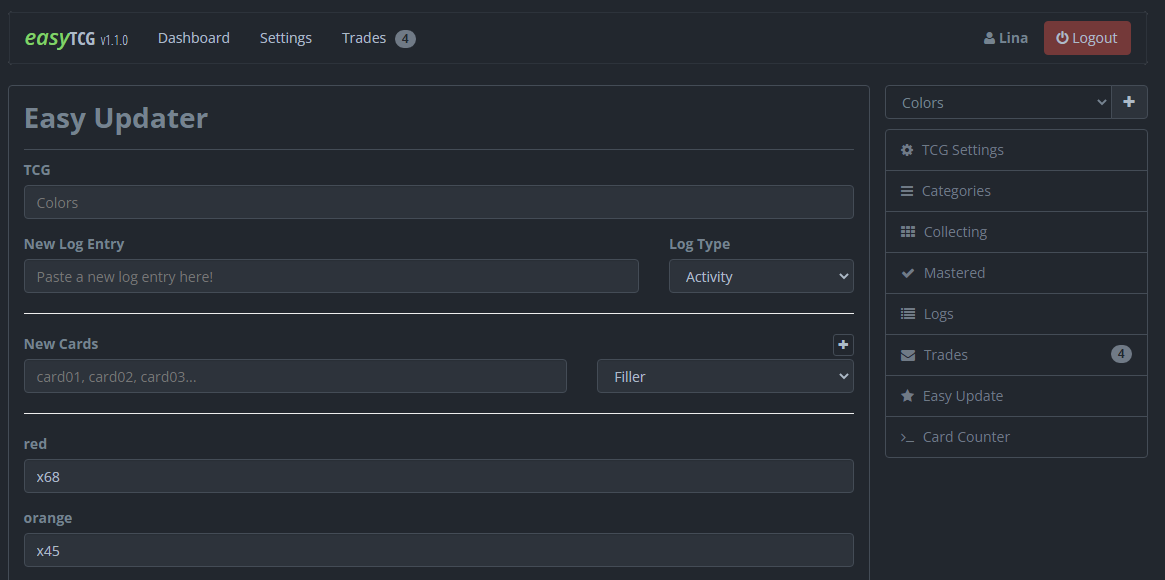 easyTCG v1.1.0 Dashboard Settings Trades 4 Lina Logout
Easy Updater
TCG
Colors
New Log Entry Log Type
Paste a new log entry here! Activity
New Cards
card01, card02, card03... Filler
red
x68
orange
x45
Colors
TCG Settings
Categories
Collecting
Mastered
Logs
Trades 4
Easy Update
Card Counter